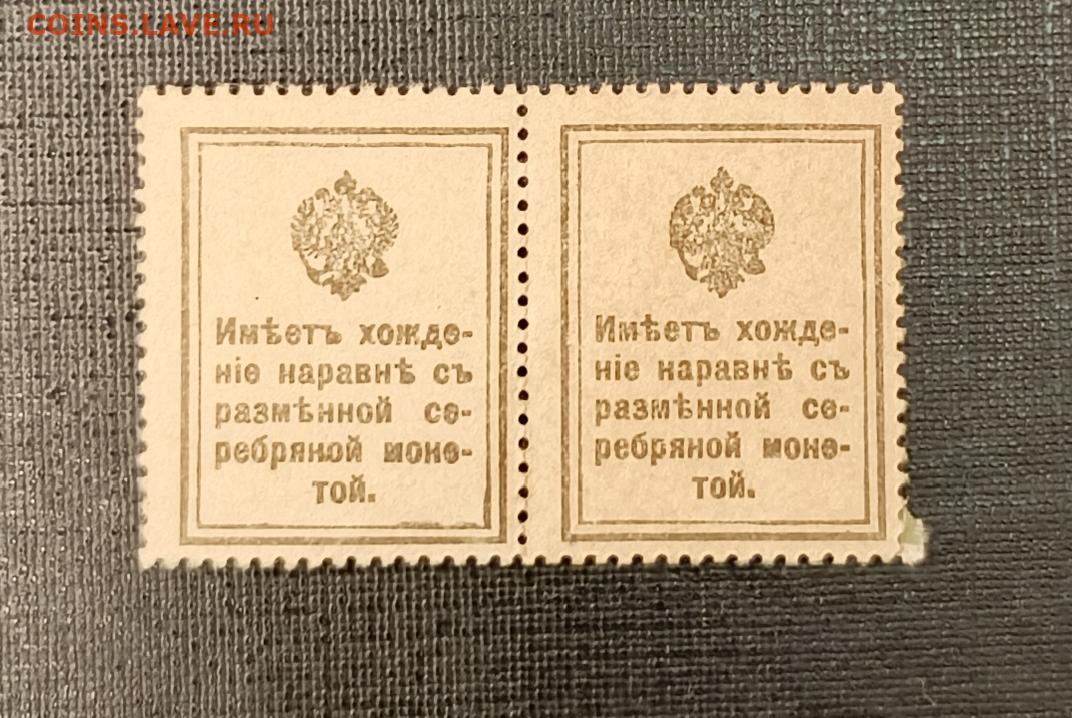 COINS.LAVE.RU
Имѣетъ хожде-
ніе наравнѣ съ
размѣнной се-
ребряной моне-
той.
Имѣетъ хожде-
ніе наравнѣ съ
размѣнной се-
ребряной моне-
той.